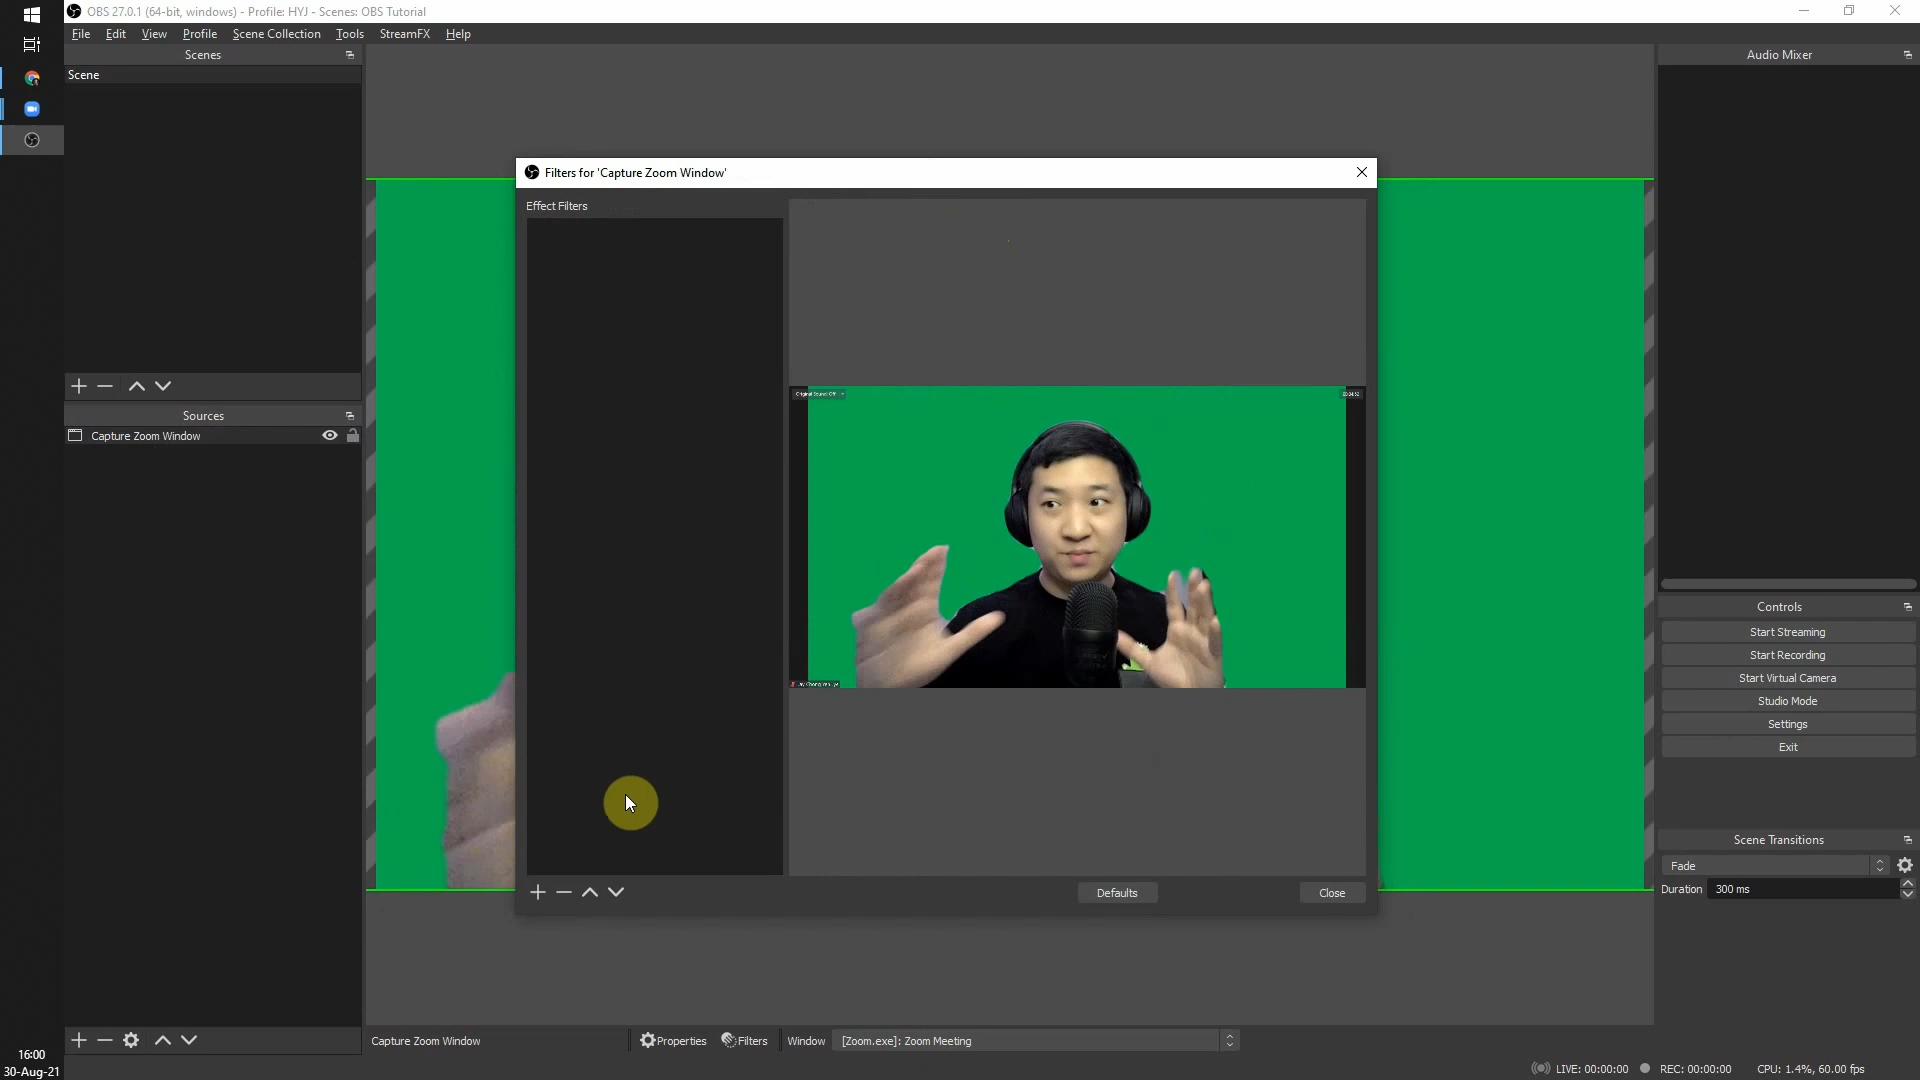 OBS 27.0.1 (64-bit, windows) - Profile: HYJ - Scenes: OBS Tutorial
File Edit View Profile Scene Collection Tools StreamFX Help
Scenes
Audio Mixer
Scene
Filters for 'Capture Zoom Window'
Effect Filters
Original Sound: Off
Sources
Capture Zoom Window
Controls
Start Streaming
Start Recording
Start Virtual Camera
Studio Mode
Settings
Exit
Scene Transitions
Fade
Duration 300 ms
Defaults
Close
Capture Zoom Window Properties Filters Window [Zoom.exe]: Zoom Meeting
16:00
30-Aug-21
LIVE: 00:00:00 REC: 00:00:00 CPU: 1.4%, 60.00 fps